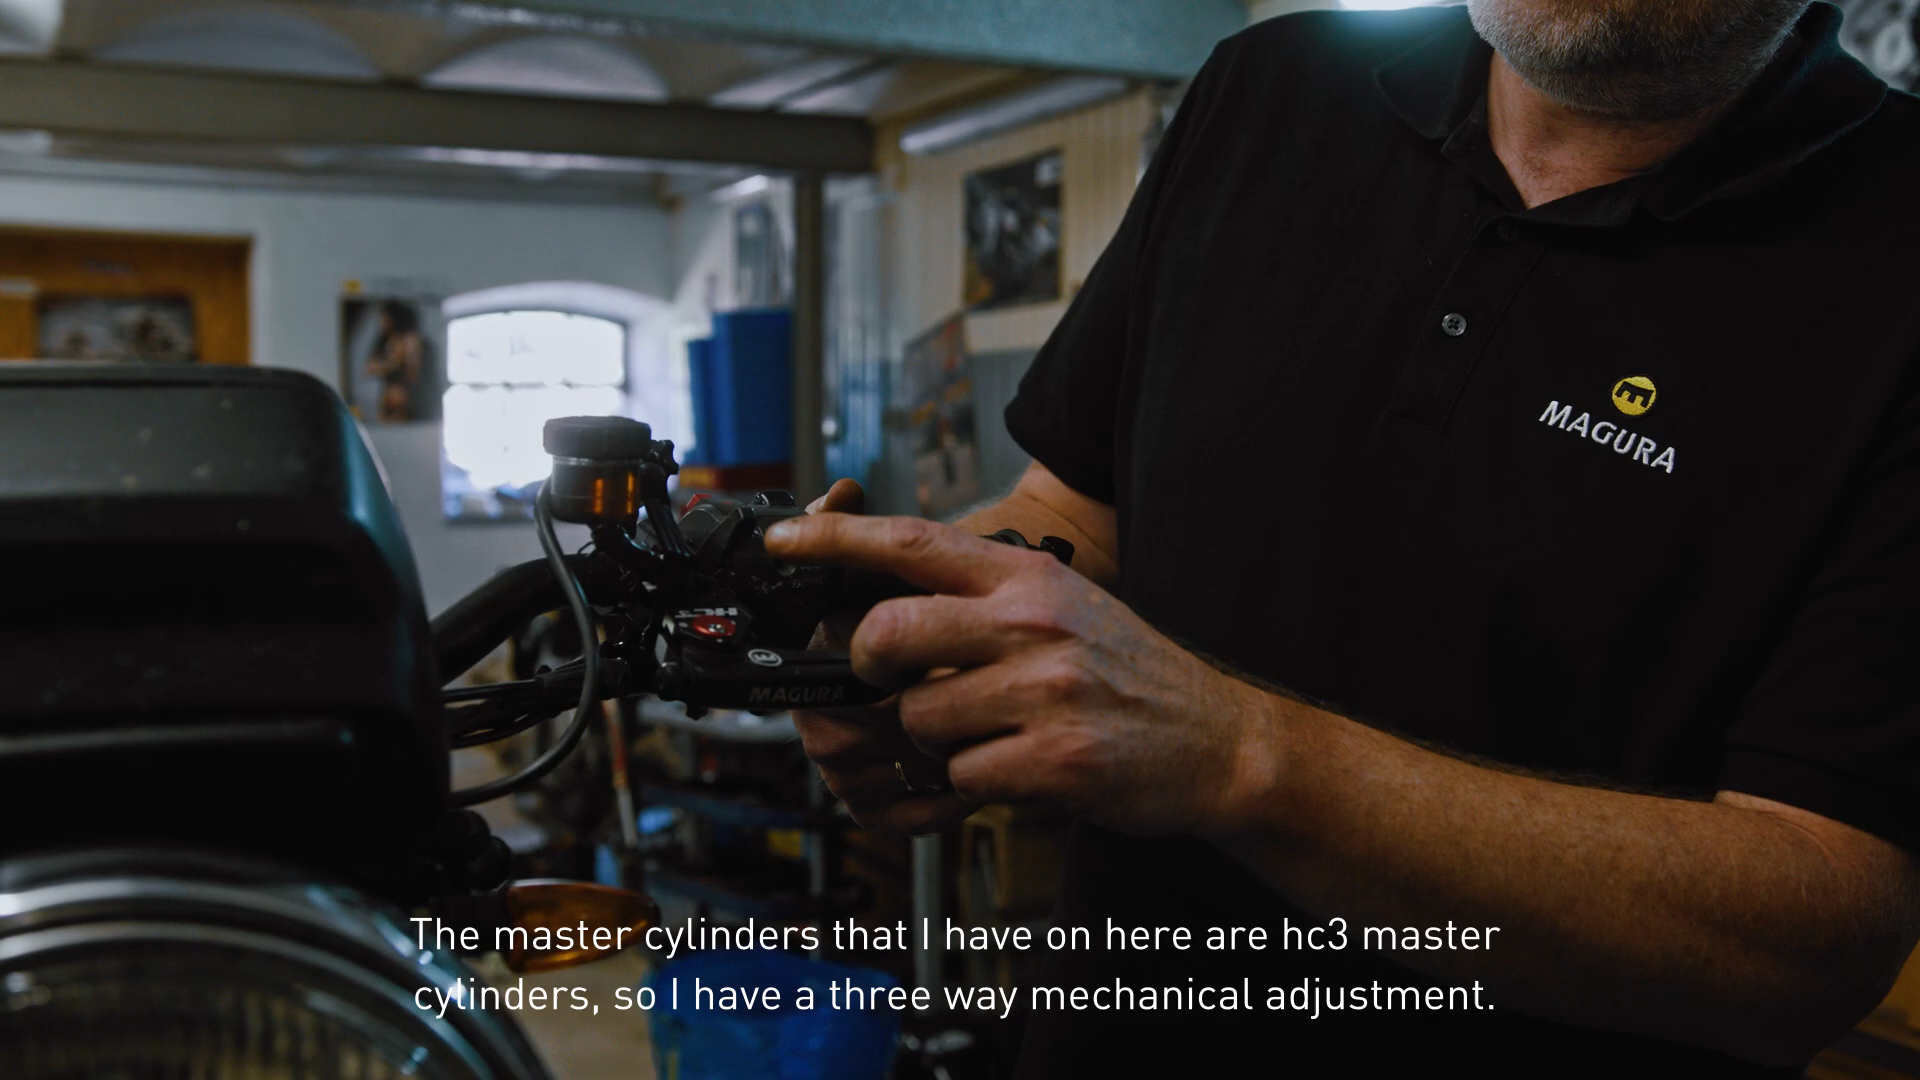 MAGURA
HC3
MAGURA
The master cylinders that I have on here are hc3 master
cylinders, so I have a three way mechanical adjustment.